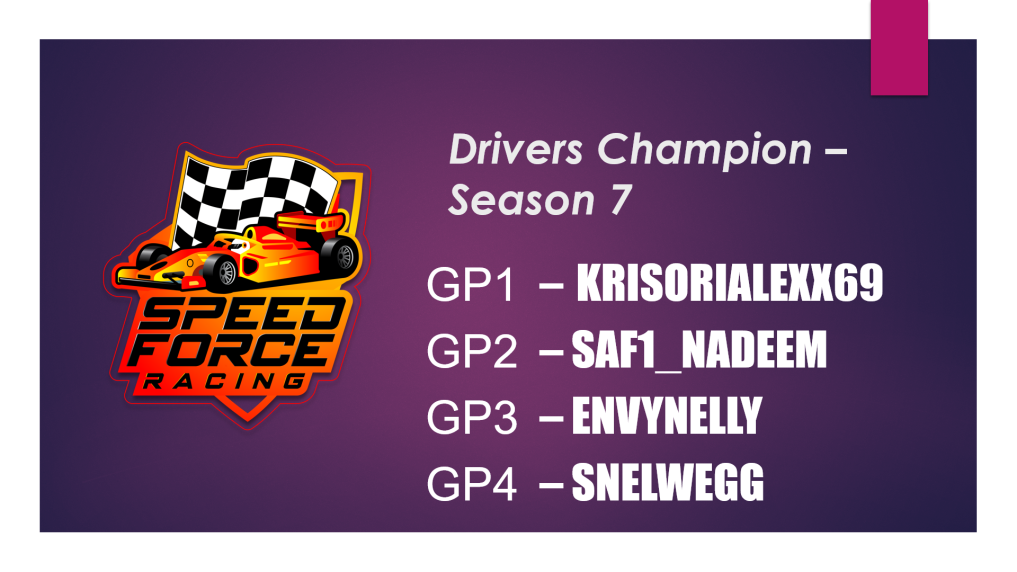 SPEED
FORCE
RACING
Drivers Champion –
Season 7
GP1 – KRISORIALEXX69
GP2 – SAF1_NADEEM
GP3 – ENVYNELLY
GP4 – SNELWEGG